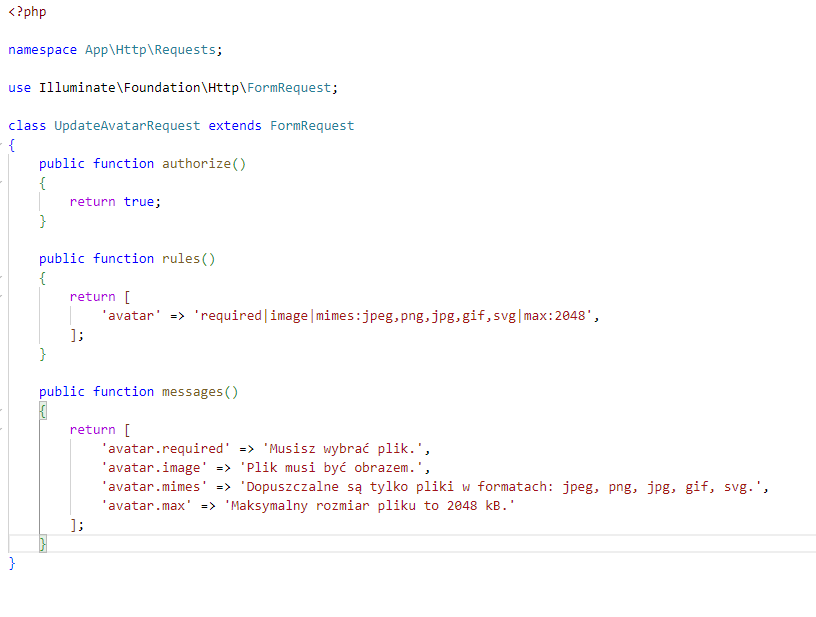 <?php
namespace App\Http\Requests;
use Illuminate\Foundation\Http\FormRequest;
class UpdateAvatarRequest extends FormRequest
{
    public function authorize()
    {
        return true;
    }
    public function rules()
    {
        return [
            'avatar' => 'required|image|mimes:jpeg,png,jpg,gif,svg|max:2048',
        ];
    }
    public function messages()
    {
        return [
            'avatar.required' => 'Musisz wybrać plik.',
            'avatar.image' => 'Plik musi być obrazem.',
            'avatar.mimes' => 'Dopuszczalne są tylko pliki w formatach: jpeg, png, jpg, gif, svg.',
            'avatar.max' => 'Maksymalny rozmiar pliku to 2048 kB.'
        ];
    }
}